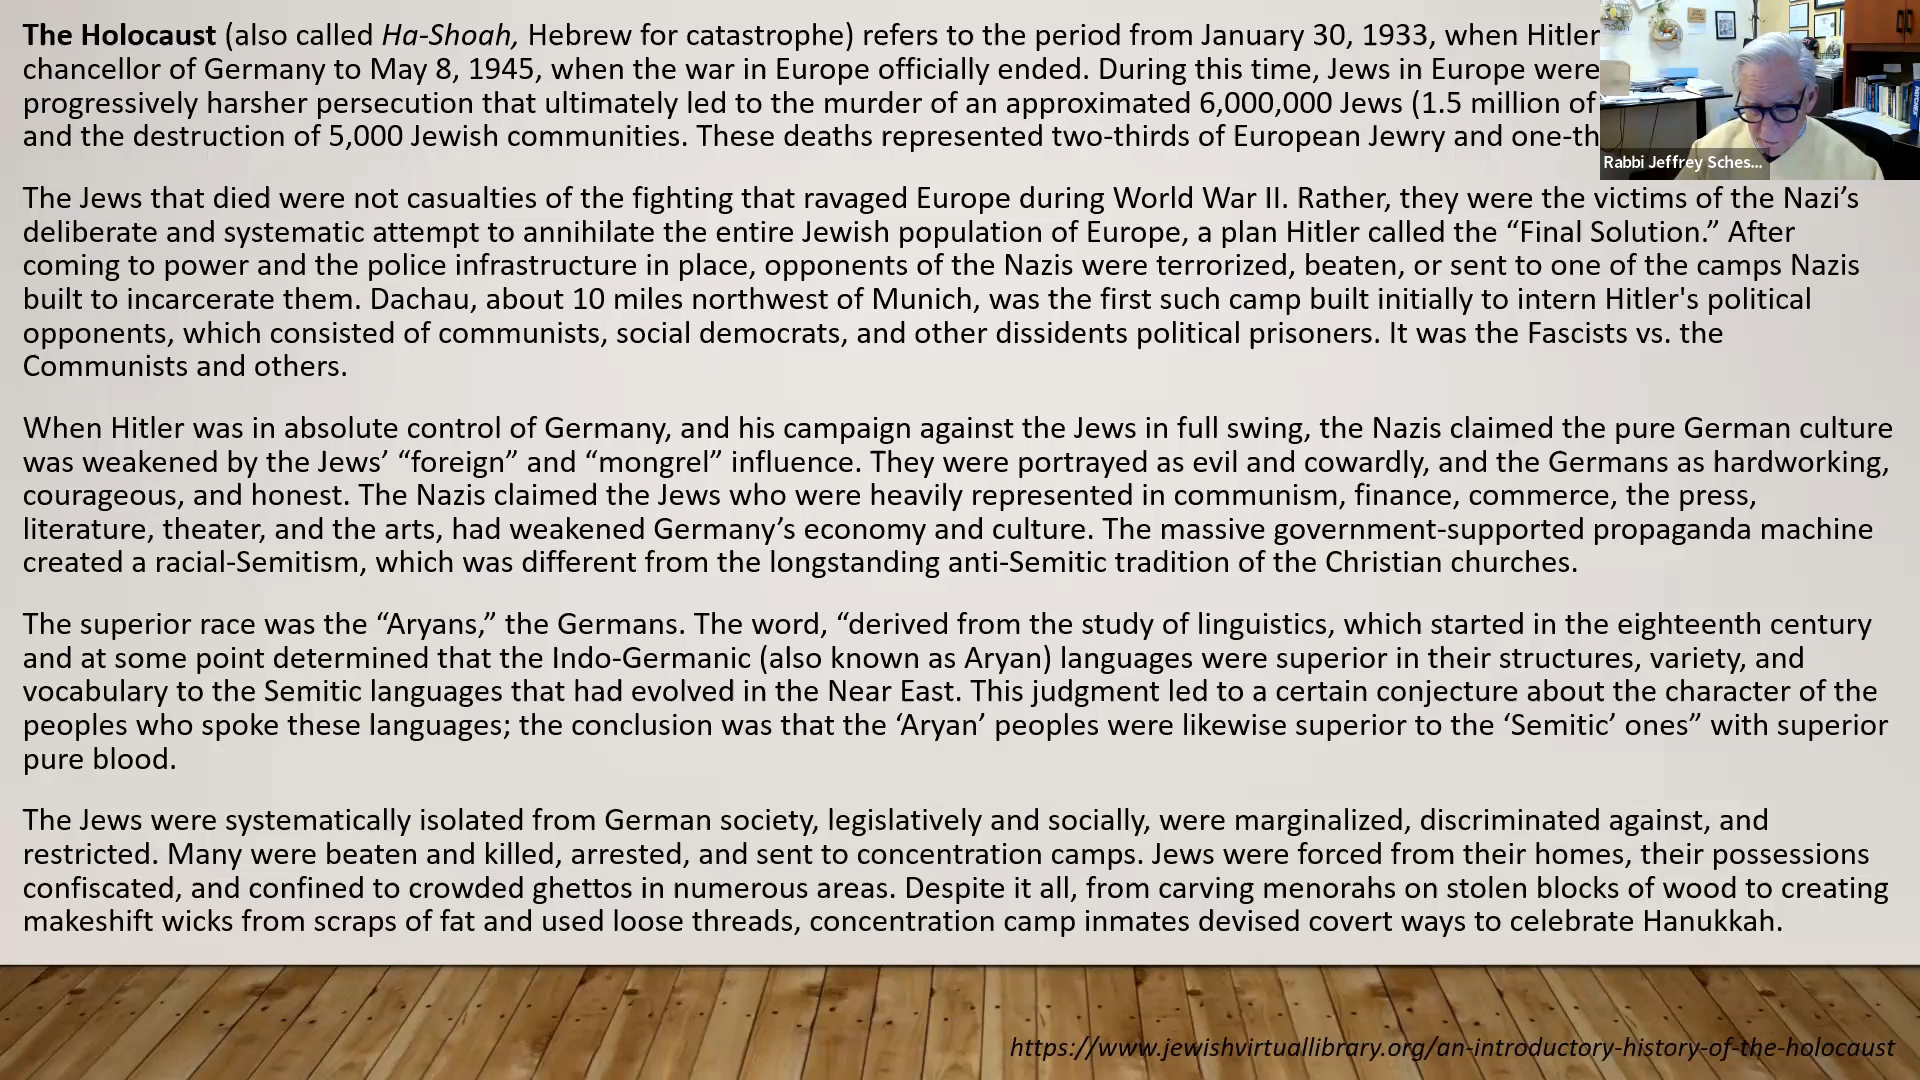 The Holocaust (also called Ha-Shoah, Hebrew for catastrophe) refers to the period from January 30, 1933, when Hitler
chancellor of Germany to May 8, 1945, when the war in Europe officially ended. During this time, Jews in Europe were
progressively harsher persecution that ultimately led to the murder of an approximated 6,000,000 Jews (1.5 million of
and the destruction of 5,000 Jewish communities. These deaths represented two-thirds of European Jewry and one-th
Rabbi Jeffrey Sches...
The Jews that died were not casualties of the fighting that ravaged Europe during World War II. Rather, they were the victims of the Nazi’s
deliberate and systematic attempt to annihilate the entire Jewish population of Europe, a plan Hitler called the “Final Solution.” After
coming to power and the police infrastructure in place, opponents of the Nazis were terrorized, beaten, or sent to one of the camps Nazis
built to incarcerate them. Dachau, about 10 miles northwest of Munich, was the first such camp built initially to intern Hitler's political
opponents, which consisted of communists, social democrats, and other dissidents political prisoners. It was the Fascists vs. the
Communists and others.
When Hitler was in absolute control of Germany, and his campaign against the Jews in full swing, the Nazis claimed the pure German culture
was weakened by the Jews’ “foreign” and “mongrel” influence. They were portrayed as evil and cowardly, and the Germans as hardworking,
courageous, and honest. The Nazis claimed the Jews who were heavily represented in communism, finance, commerce, the press,
literature, theater, and the arts, had weakened Germany’s economy and culture. The massive government-supported propaganda machine
created a racial-Semitism, which was different from the longstanding anti-Semitic tradition of the Christian churches.
The superior race was the “Aryans,” the Germans. The word, “derived from the study of linguistics, which started in the eighteenth century
and at some point determined that the Indo-Germanic (also known as Aryan) languages were superior in their structures, variety, and
vocabulary to the Semitic languages that had evolved in the Near East. This judgment led to a certain conjecture about the character of the
peoples who spoke these languages; the conclusion was that the ‘Aryan’ peoples were likewise superior to the ‘Semitic’ ones” with superior
pure blood.
The Jews were systematically isolated from German society, legislatively and socially, were marginalized, discriminated against, and
restricted. Many were beaten and killed, arrested, and sent to concentration camps. Jews were forced from their homes, their possessions
confiscated, and confined to crowded ghettos in numerous areas. Despite it all, from carving menorahs on stolen blocks of wood to creating
makeshift wicks from scraps of fat and used loose threads, concentration camp inmates devised covert ways to celebrate Hanukkah.
https://www.jewishvirtuallibrary.org/an-introductory-history-of-the-holocaust